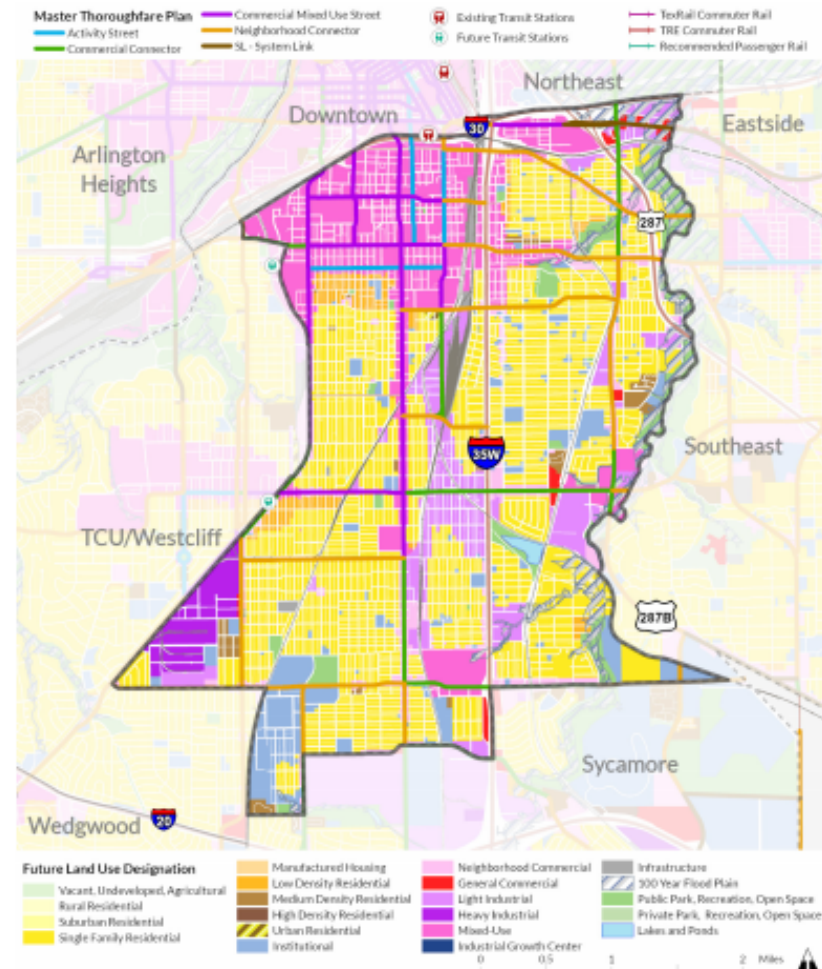 Master Thoroughfare Plan
Activity Street
Commercial Connector
Commercial Mixed Use Street
Neighborhood Connector
SL - System Link
Existing Transit Stations
Future Transit Stations
TexRail Commuter Rail
TRE Commuter Rail
Recommended Passenger Rail
Northeast
Downtown
30
Eastside
Arlington
Heights
287
35W
Southeast
TCU/Westcliff
287B
Sycamore
Wedgwood
20
Future Land Use Designation
Vacant, Undeveloped, Agricultural
Rural Residential
Suburban Residential
Single Family Residential
Manufactured Housing
Low Density Residential
Medium Density Residential
High Density Residential
Urban Residential
Institutional
Neighborhood Commercial
General Commercial
Light Industrial
Heavy Industrial
Mixed-Use
Industrial Growth Center
Infrastructure
100 Year Flood Plain
Public Park, Recreation, Open Space
Private Park, Recreation, Open Space
Lakes and Ponds
0 0.5 1 2 Miles